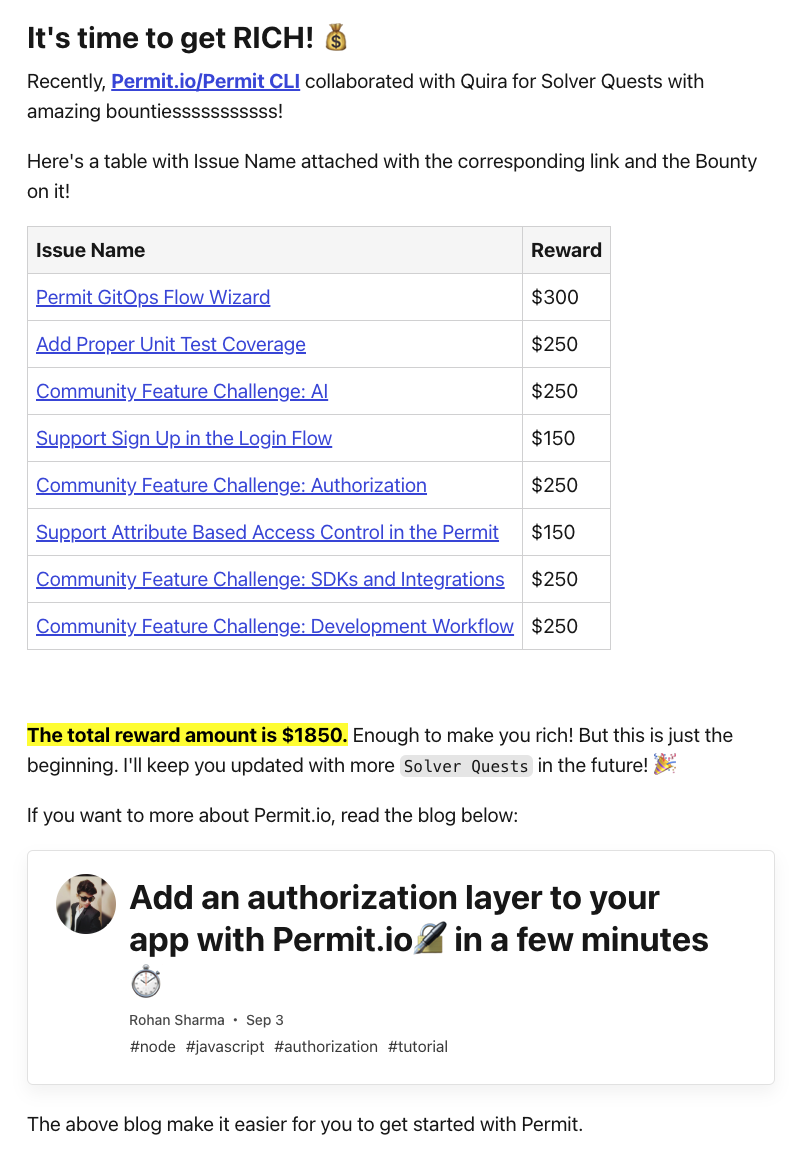 It's time to get RICH! 💰
Recently, Permit.io/Permit CLI collaborated with Quira for Solver Quests with
amazing bountiesssssssssss!
Here's a table with Issue Name attached with the corresponding link and the Bounty
on it!
Issue Name Reward
Permit GitOps Flow Wizard $300
Add Proper Unit Test Coverage $250
Community Feature Challenge: AI $250
Support Sign Up in the Login Flow $150
Community Feature Challenge: Authorization $250
Support Attribute Based Access Control in the Permit $150
Community Feature Challenge: SDKs and Integrations $250
Community Feature Challenge: Development Workflow $250
The total reward amount is $1850. Enough to make you rich! But this is just the
beginning. I'll keep you updated with more Solver Quests in the future! 🎉
If you want to more about Permit.io, read the blog below:
Add an authorization layer to your
app with Permit.io🔏 in a few minutes
⏱️
Rohan Sharma • Sep 3
#node #javascript #authorization #tutorial
The above blog make it easier for you to get started with Permit.